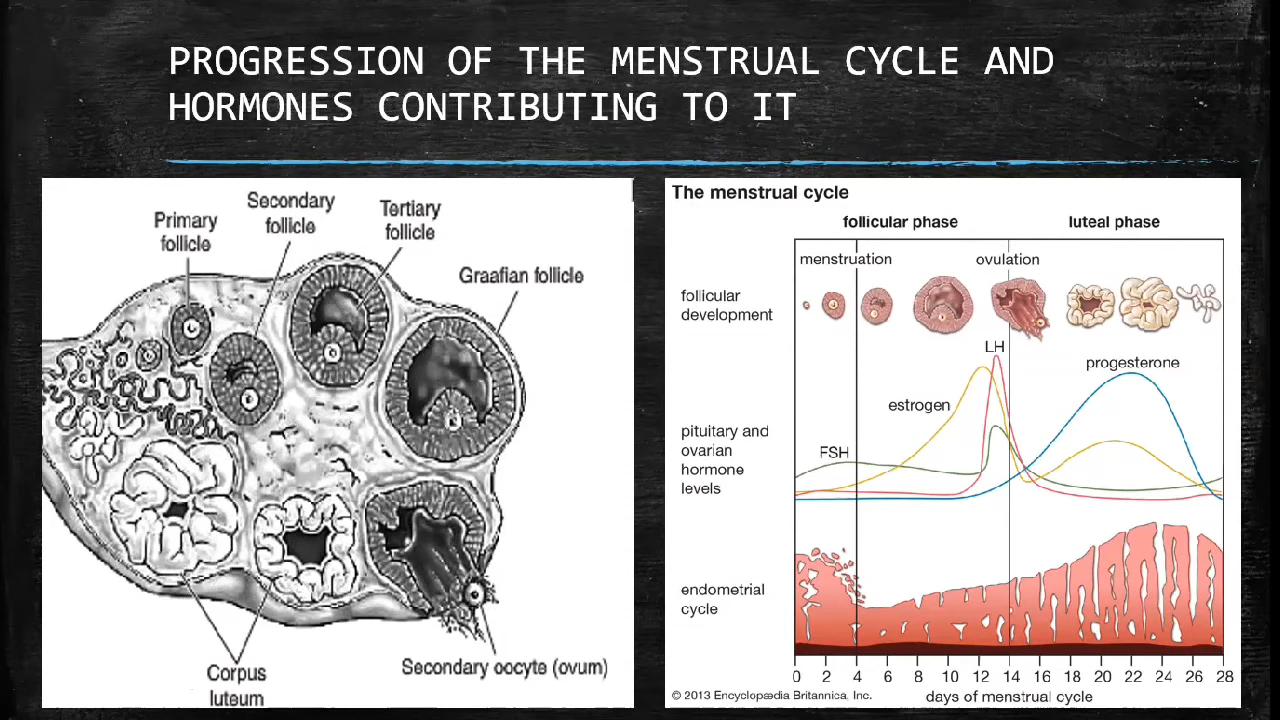 PROGRESSION OF THE MENSTRUAL CYCLE AND
HORMONES CONTRIBUTING TO IT
Primary
follicle
Secondary
follicle
Tertiary
follicle
Graafian follicle
Corpus
luteum
Secondary oocyte (ovum)
The menstrual cycle
follicular phase
luteal phase
menstruation
ovulation
follicular
development
LH
progesterone
estrogen
FSH
pituitary and
ovarian
hormone
levels
endometrial
cycle
0 2 4 6 8 10 12 14 16 18 20 22 24 26 28
days of menstrual cycle
© 2013 Encyclopædia Britannica, Inc.